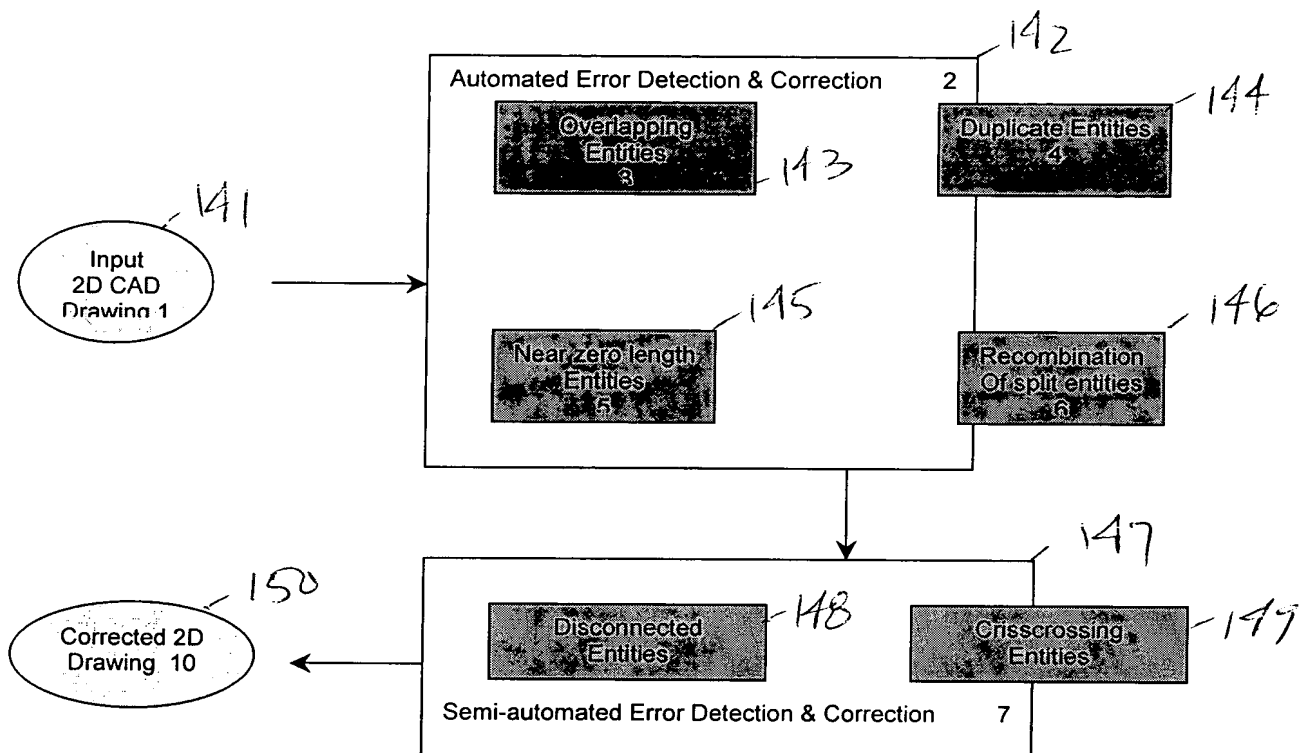 142
Automated Error Detection & Correction 2
Overlapping
Entities
3
143
Duplicate Entities
4
144
141
Input
2D CAD
Drawing 1
145
Near zero length
Entities
5
146
Recombination
Of split entities
6
147
150
Corrected 2D
Drawing 10
Disconnected
Entities
148
Crisscrossing
Entities
149
Semi-automated Error Detection & Correction 7